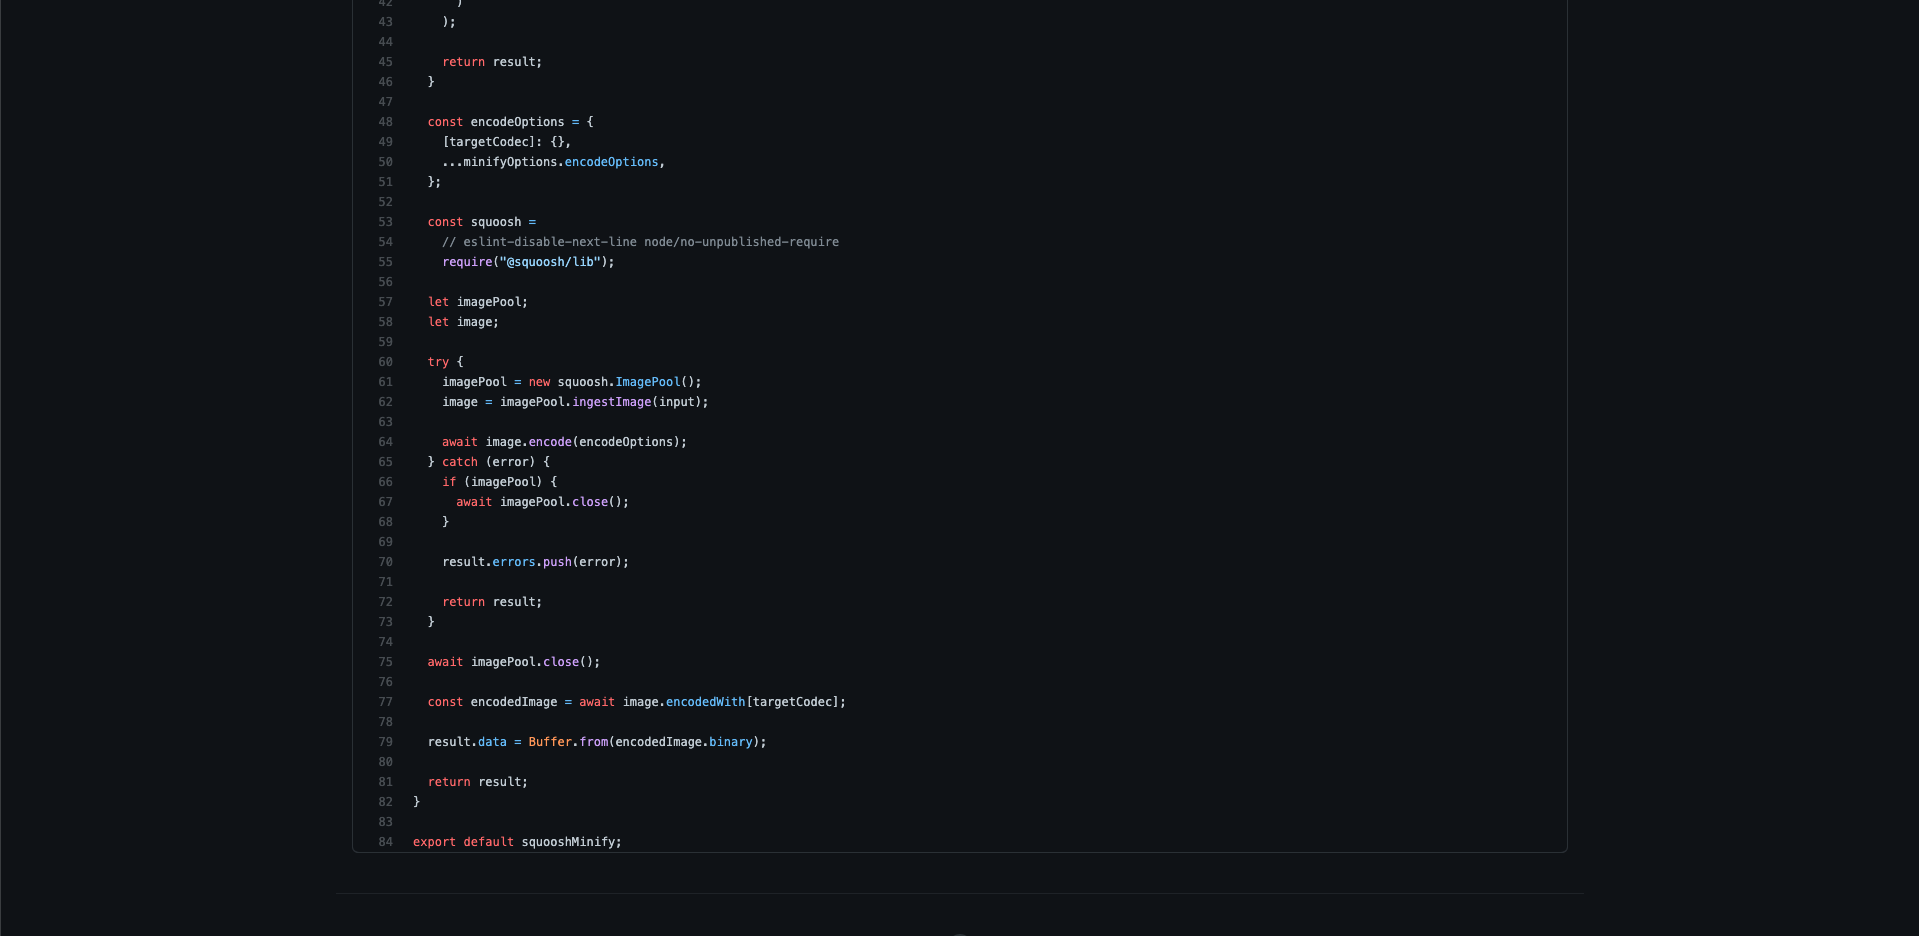 42      )
43    );
44
45    return result;
46  }
47
48  const encodeOptions = {
49    [targetCodec]: {},
50    ...minifyOptions.encodeOptions,
51  };
52
53  const squoosh =
54    // eslint-disable-next-line node/no-unpublished-require
55    require("@squoosh/lib");
56
57  let imagePool;
58  let image;
59
60  try {
61    imagePool = new squoosh.ImagePool();
62    image = imagePool.ingestImage(input);
63
64    await image.encode(encodeOptions);
65  } catch (error) {
66    if (imagePool) {
67      await imagePool.close();
68    }
69
70    result.errors.push(error);
71
72    return result;
73  }
74
75  await imagePool.close();
76
77  const encodedImage = await image.encodedWith[targetCodec];
78
79  result.data = Buffer.from(encodedImage.binary);
80
81  return result;
82 }
83
84 export default squooshMinify;